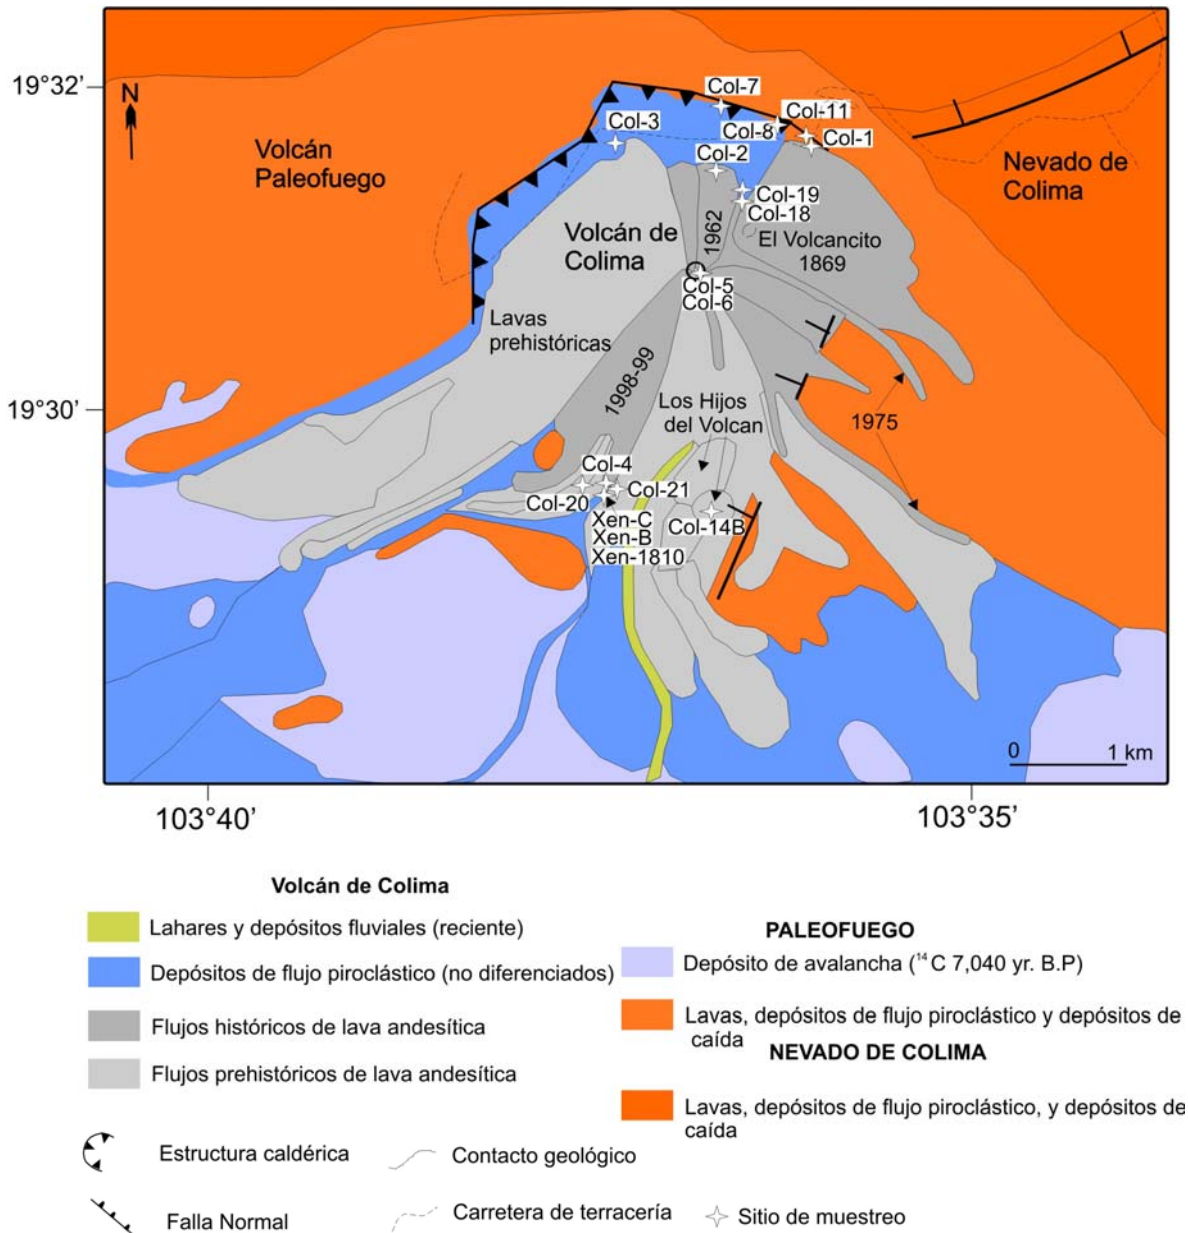 19°32'
N
Col-7
Col-11
Col-3
Col-8
Col-1
Volcán
Paleofuego
Col-2
Nevado de
Colima
Col-19
Col-18
Volcán de
Colima
1962
El Volcancito
1869
Col-5
Col-6
Lavas
prehistóricas
1998-99
19°30'
Los Hijos
del Volcan
1975
Col-4
Col-21
Col-20
Xen-C
Xen-B
Xen-1810
Col-14B
0 1 km
103°40'
103°35'
Volcán de Colima
Lahares y depósitos fluviales (reciente)
Depósitos de flujo piroclástico (no diferenciados)
Flujos históricos de lava andesítica
Flujos prehistóricos de lava andesítica
PALEOFUEGO
Depósito de avalancha (14 C 7,040 yr. B.P)
Lavas, depósitos de flujo piroclástico y depósitos de
caída
NEVADO DE COLIMA
Lavas, depósitos de flujo piroclástico, y depósitos de
caída
Estructura caldérica
Contacto geológico
Falla Normal
Carretera de terracería
Sitio de muestreo